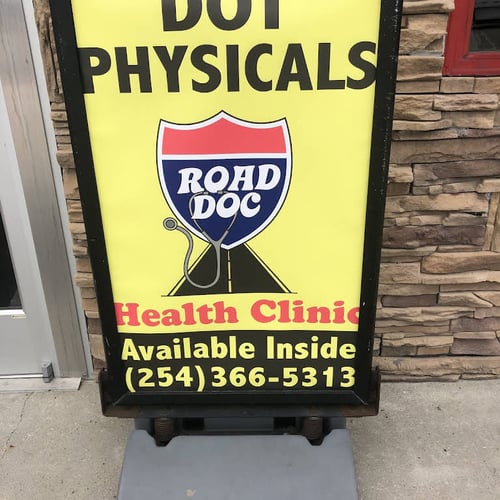 DOT
PHYSICALS
ROAD
DOC
Health Clinic
Available Inside
(254)366-5313